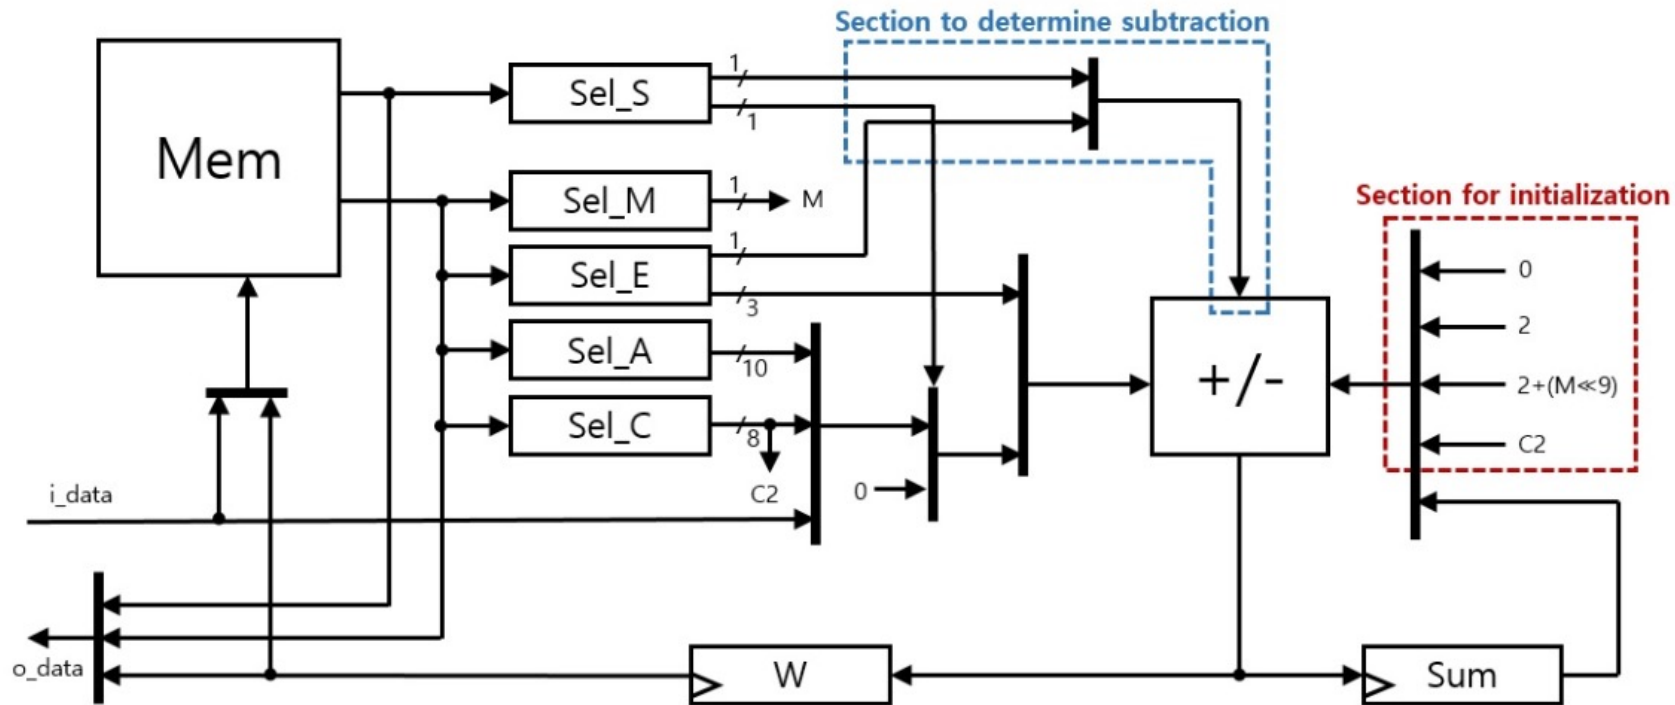 Section to determine subtraction
Mem
Sel_S
1
1
Sel_M
1
M
Section for initialization
Sel_E
1
3
0
2
Sel_A
10
+/-
2+(M≪9)
Sel_C
8
C2
C2
0
i_data
o_data
W
Sum